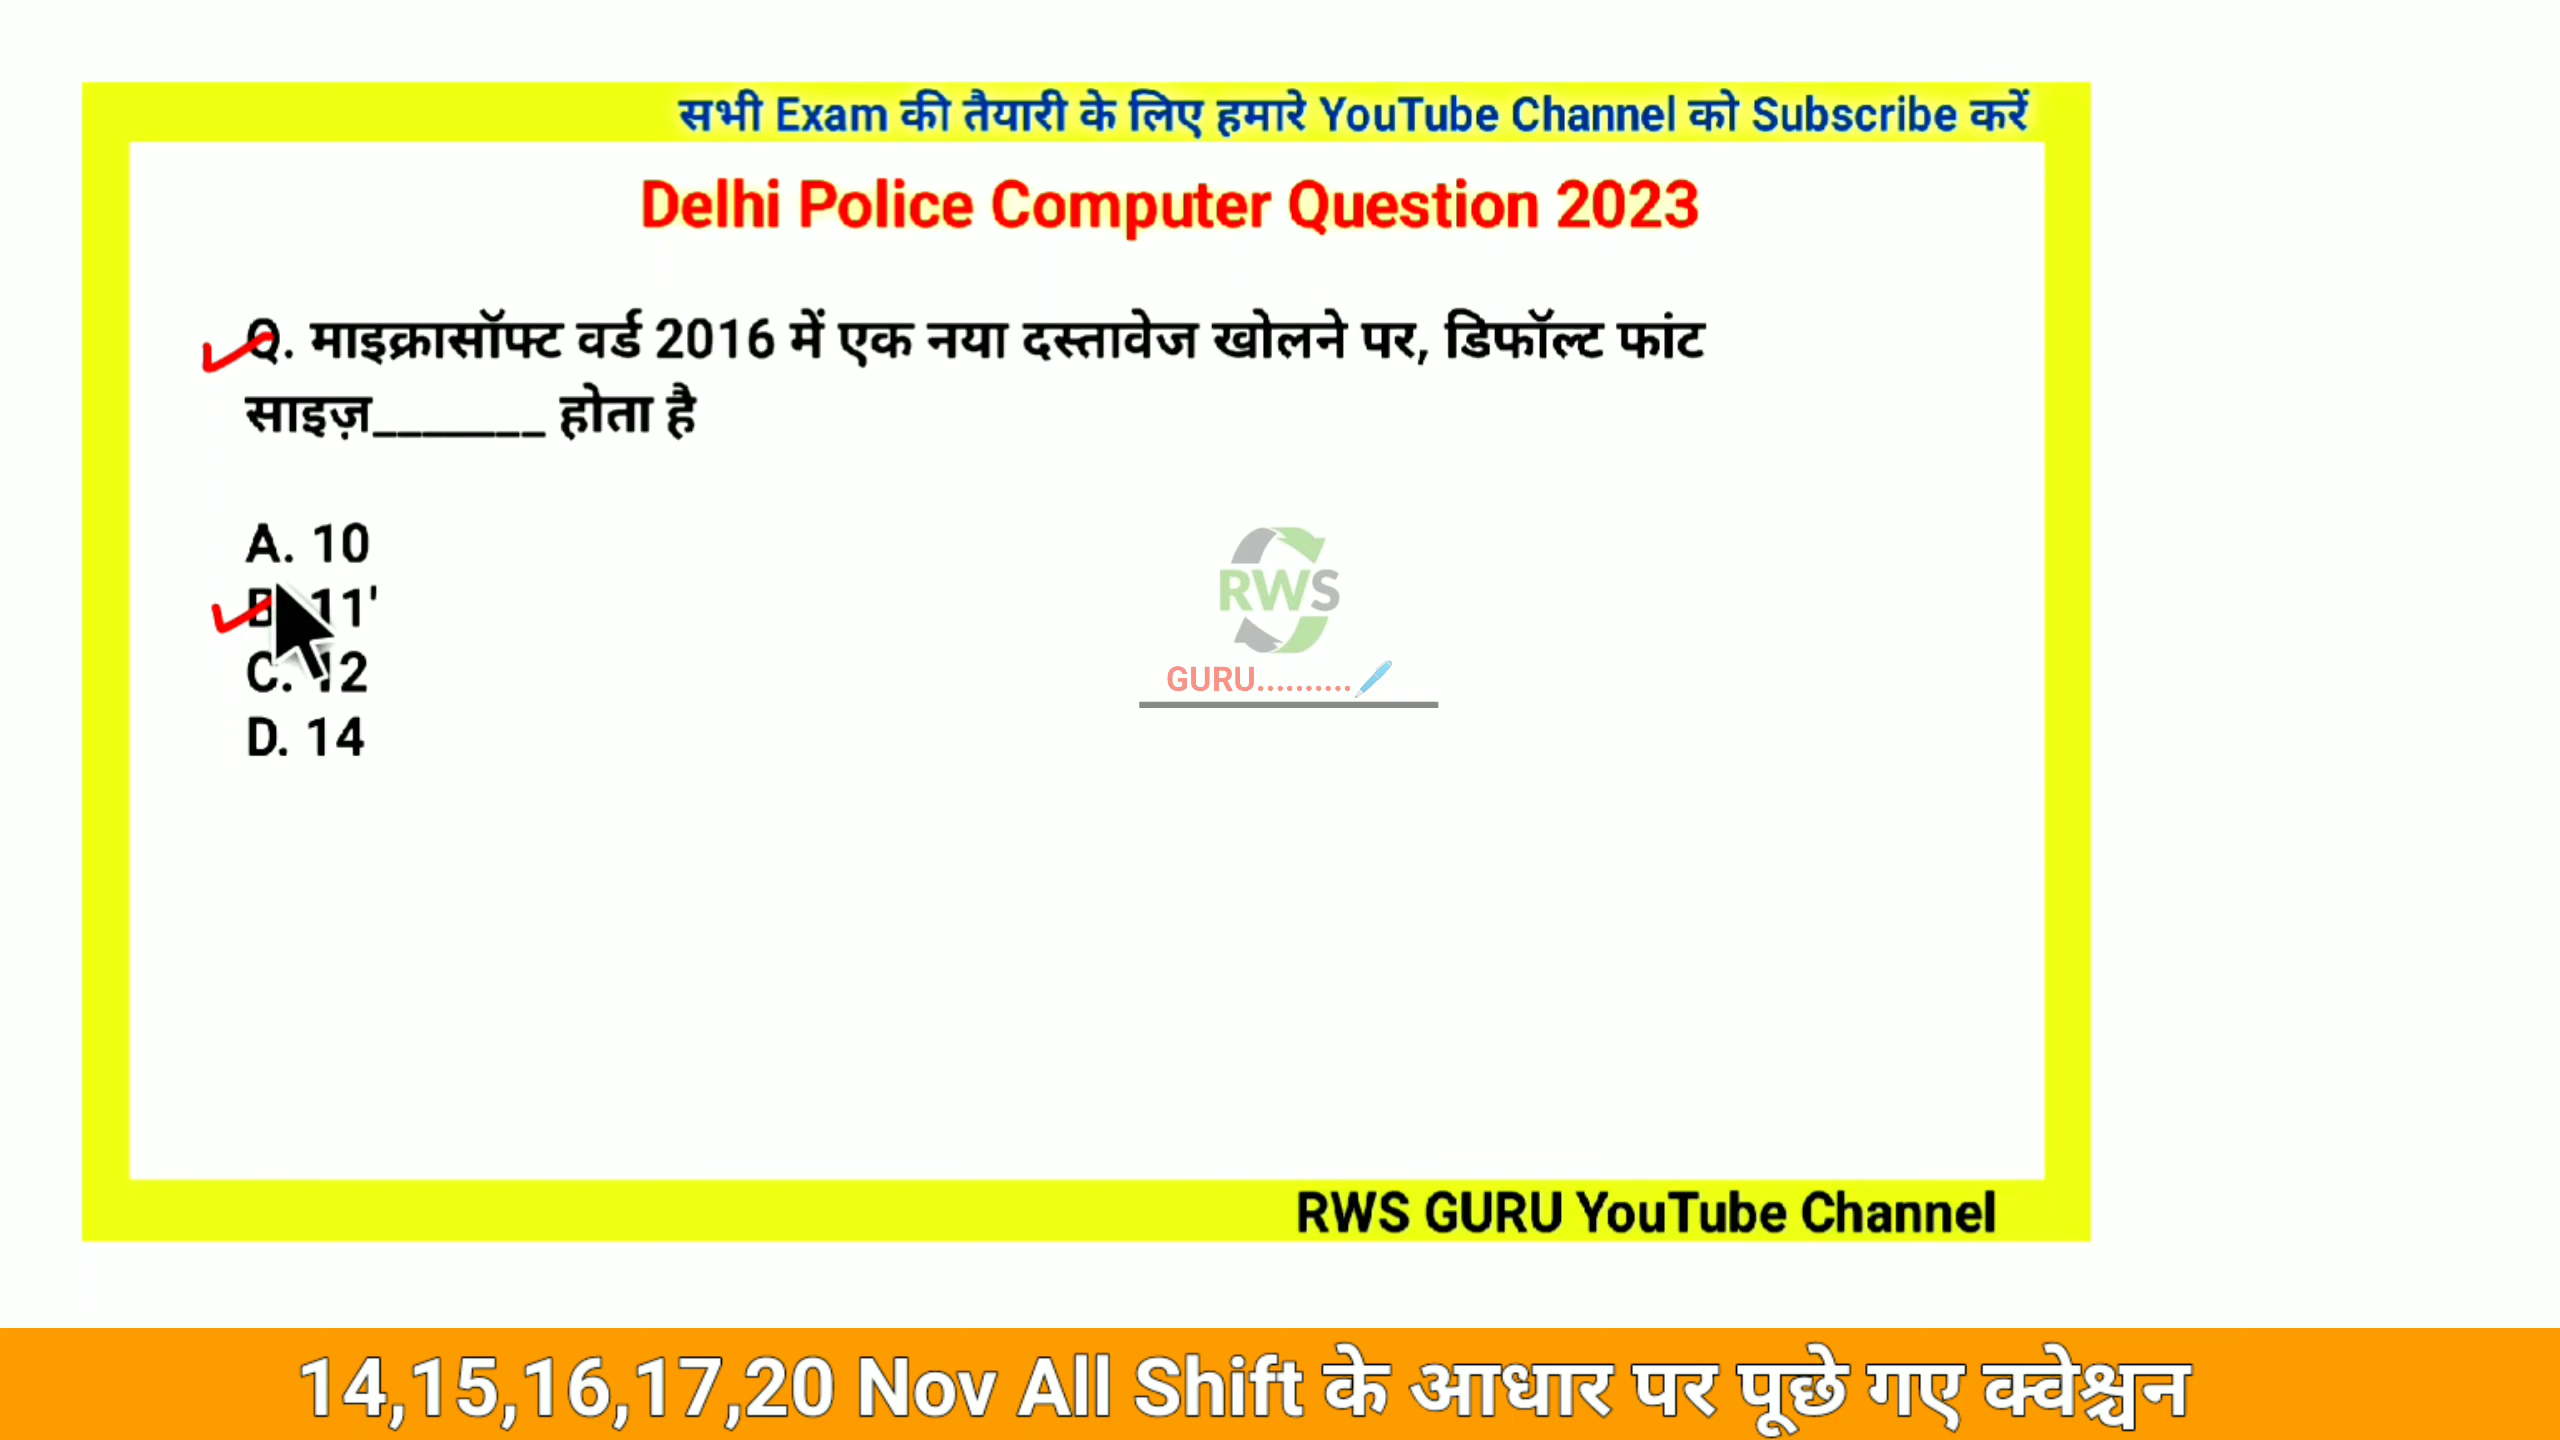 सभी Exam की तैयारी के लिए हमारे YouTube Channel को Subscribe करें
Delhi Police Computer Question 2023
Q. माइक्रासॉफ्ट वर्ड 2016 में एक नया दस्तावेज खोलने पर, डिफॉल्ट फांट
साइज़_______ होता है
A. 10
B. 11'
C. 12
D. 14
RWS
GURU..........
RWS GURU YouTube Channel
14,15,16,17,20 Nov All Shift के आधार पर पूछे गए क्वेश्चन